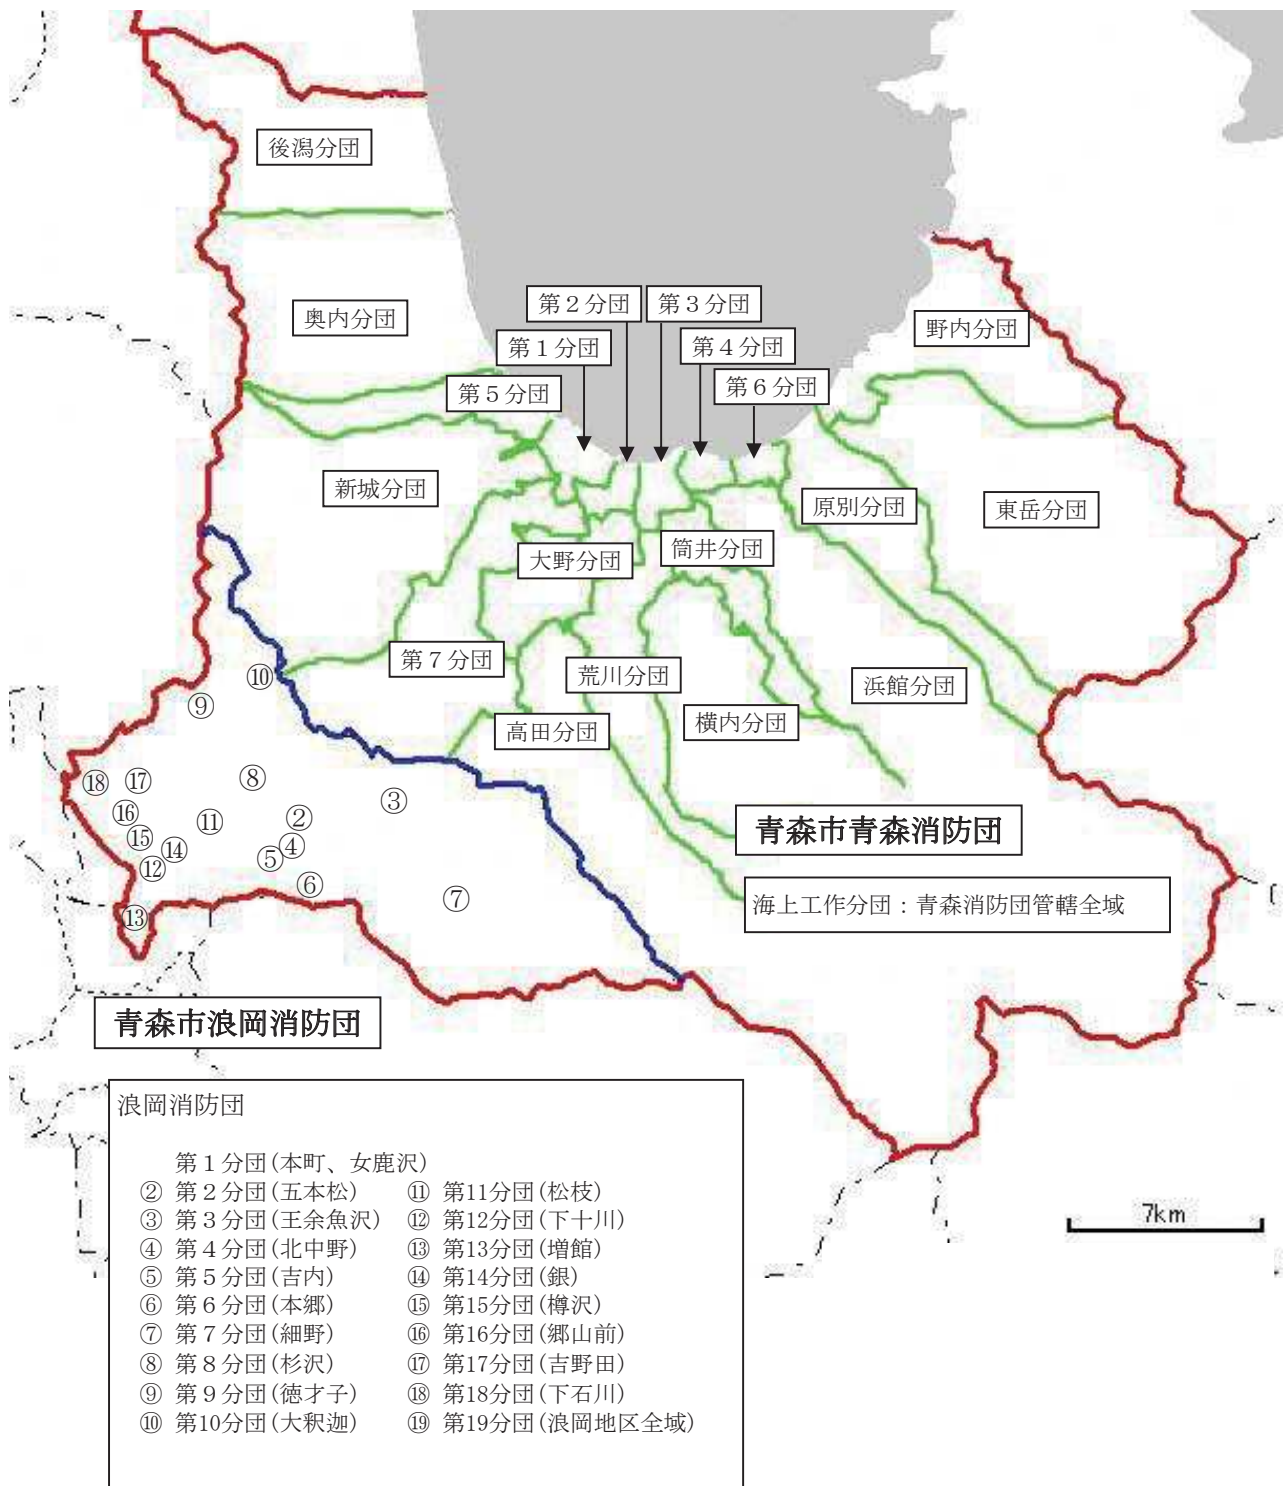 後潟分団
奥内分団
第２分団
第３分団
野内分団
第１分団
第４分団
第５分団
第６分団
新城分団
原別分団
東岳分団
大野分団
筒井分団
第７分団
荒川分団
浜館分団
⑩
⑨
高田分団
横内分団
⑱
⑰
⑧
③
⑯
⑪
②
⑮
④
⑭
⑤
⑫
⑥
⑦
⑬
青森市青森消防団
海上工作分団：青森消防団管轄全域
青森市浪岡消防団
浪岡消防団
第１分団(本町、女鹿沢)
② 第２分団(五本松)
③ 第３分団(王余魚沢)
④ 第４分団(北中野)
⑤ 第５分団(吉内)
⑥ 第６分団(本郷)
⑦ 第７分団(細野)
⑧ 第８分団(杉沢)
⑨ 第９分団(徳才子)
⑩ 第10分団(大釈迦)
⑪ 第11分団(松枝)
⑫ 第12分団(下十川)
⑬ 第13分団(増館)
⑭ 第14分団(銀)
⑮ 第15分団(樽沢)
⑯ 第16分団(郷山前)
⑰ 第17分団(吉野田)
⑱ 第18分団(下石川)
⑲ 第19分団(浪岡地区全域)
7km